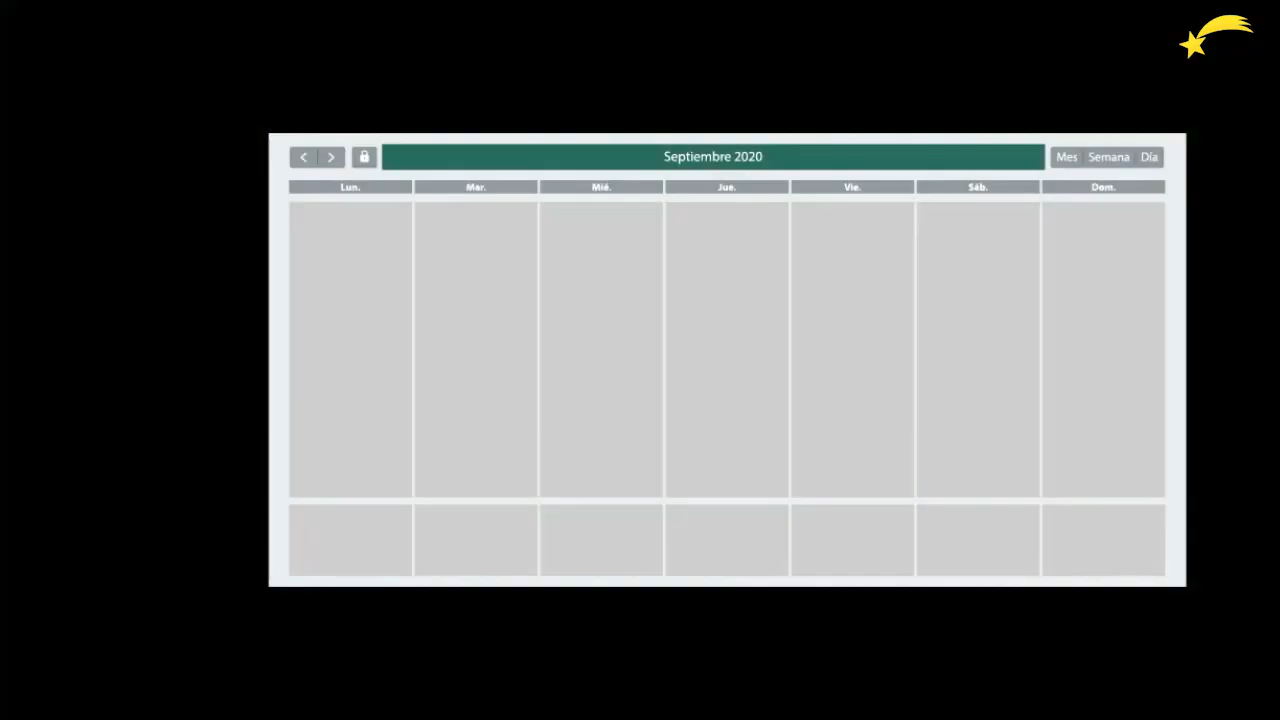 Septiembre 2020
Mes Semana Día
Lun. Mar. Mié. Jue. Vie. Sáb. Dom.